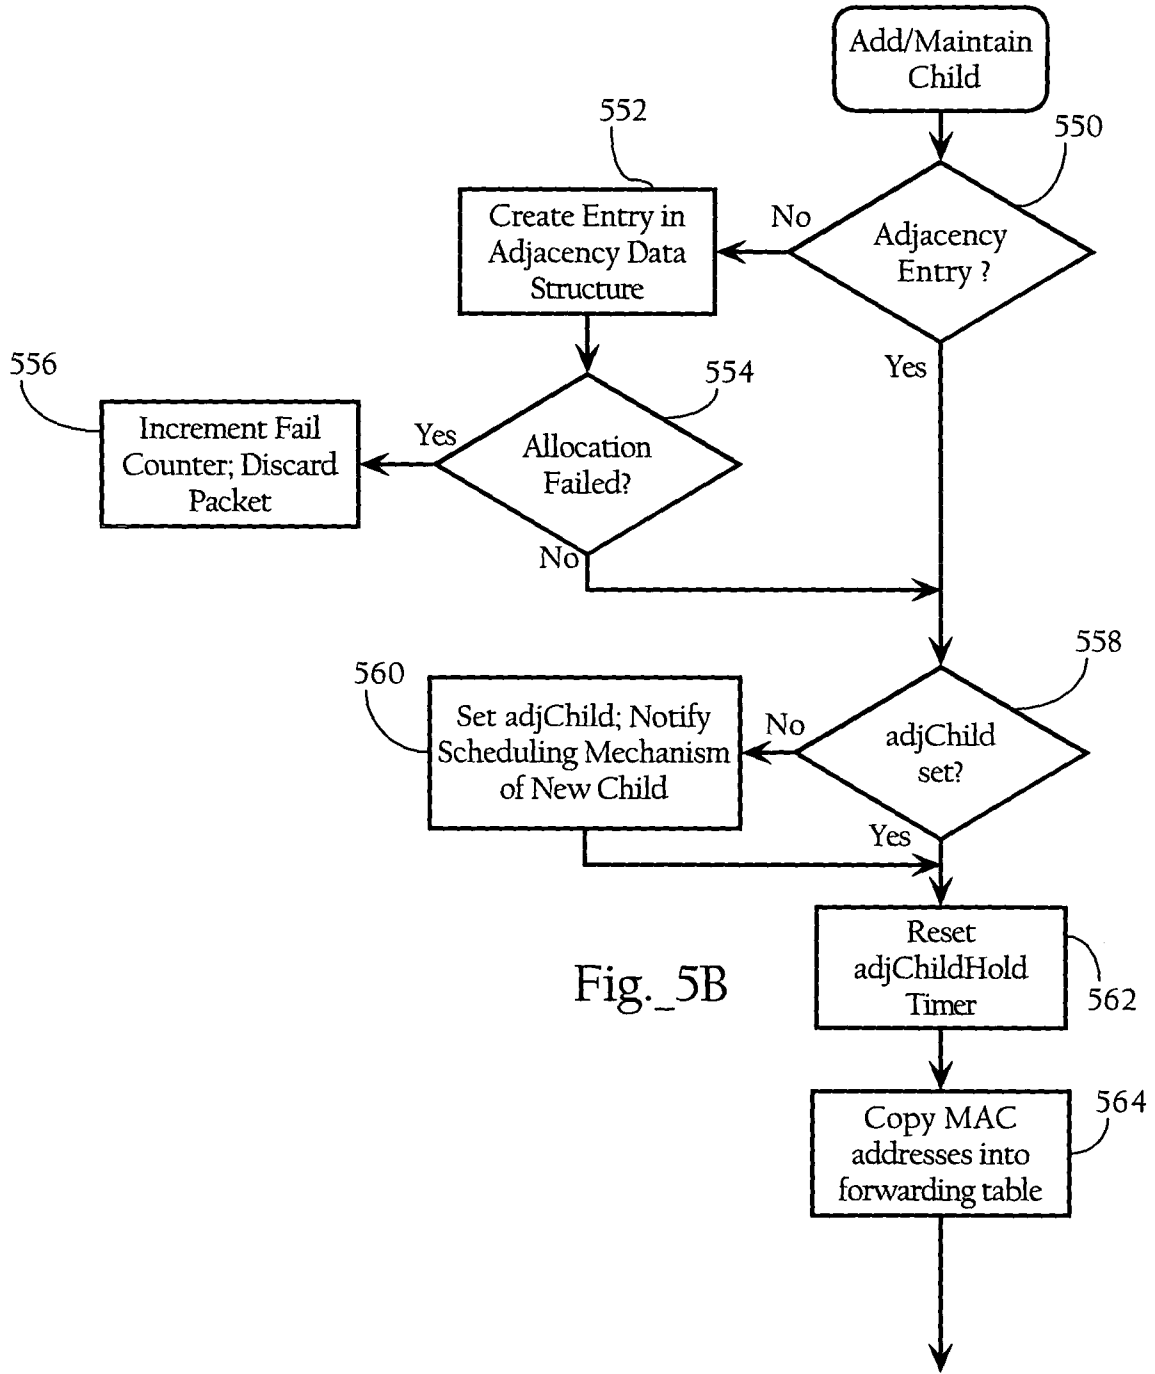 Add/Maintain
Child
550
552
Adjacency
Entry ?
No
Yes
Create Entry in
Adjacency Data
Structure
554
Allocation
Failed?
Yes
No
556
Increment Fail
Counter; Discard
Packet
558
adjChild
set?
No
Yes
560
Set adjChild; Notify
Scheduling Mechanism
of New Child
Reset
adjChildHold
Timer
562
Fig._5B
Copy MAC
addresses into
forwarding table
564